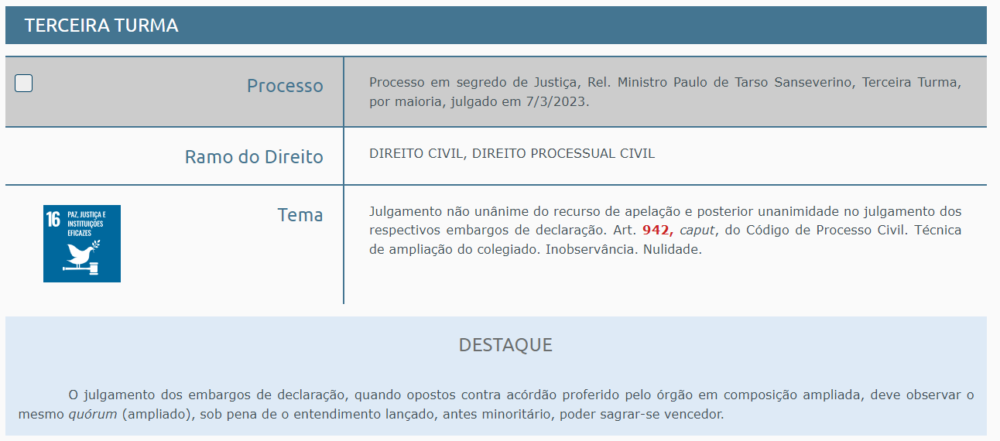 TERCEIRA TURMA
Processo
Processo em segredo de Justiça, Rel. Ministro Paulo de Tarso Sanseverino, Terceira Turma,
por maioria, julgado em 7/3/2023.
Ramo do Direito
DIREITO CIVIL, DIREITO PROCESSUAL CIVIL
16 PAZ, JUSTIÇA E
INSTITUIÇÕES
EFICAZES
Tema
Julgamento não unânime do recurso de apelação e posterior unanimidade no julgamento dos
respectivos embargos de declaração. Art. 942, caput, do Código de Processo Civil. Técnica
de ampliação do colegiado. Inobservância. Nulidade.
DESTAQUE
O julgamento dos embargos de declaração, quando opostos contra acórdão proferido pelo órgão em composição ampliada, deve observar o
mesmo quórum (ampliado), sob pena de o entendimento lançado, antes minoritário, poder sagrar-se vencedor.